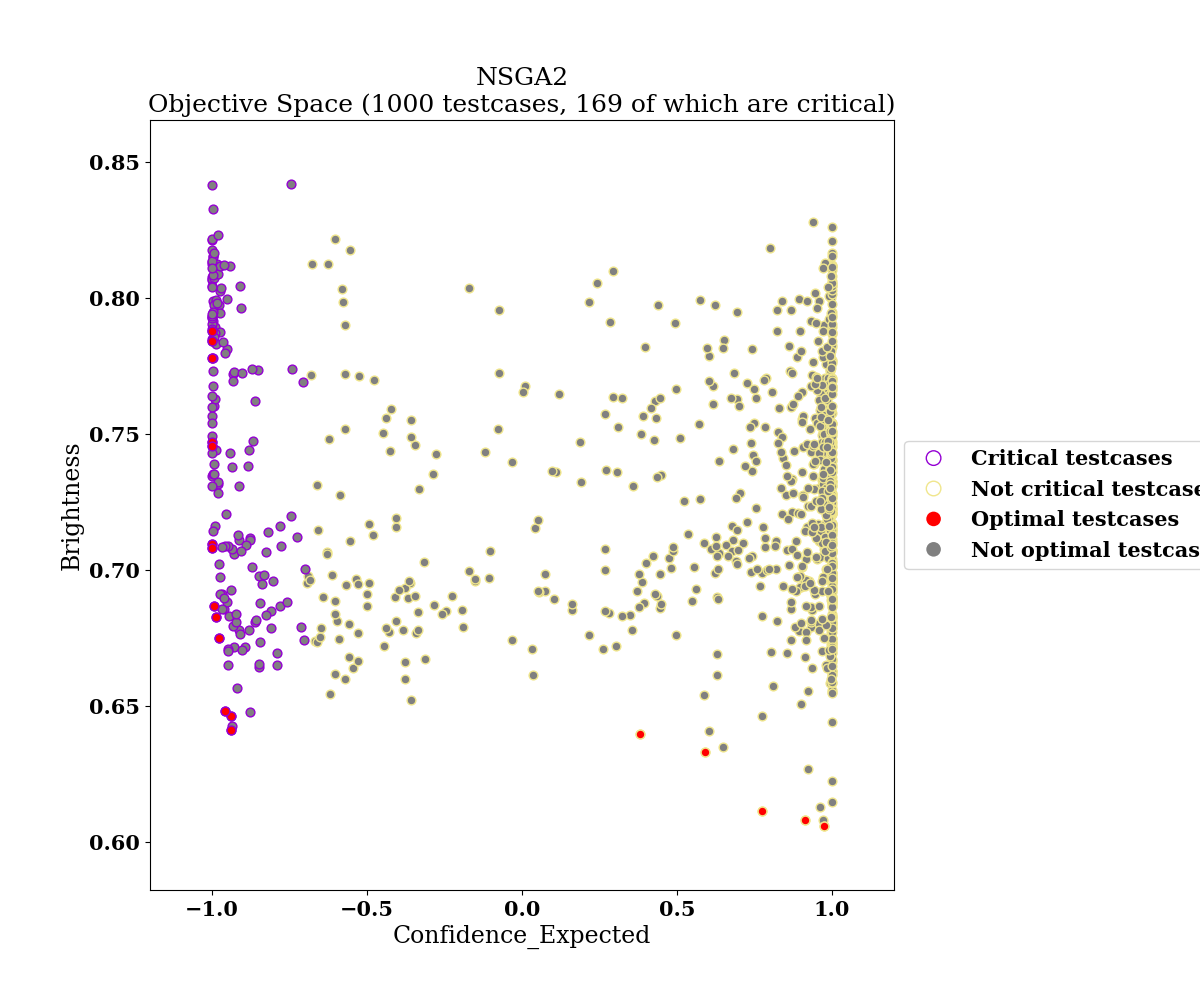 NSGA2
Objective Space (1000 testcases, 169 of which are critical)
0.85
0.80
0.75
0.70
0.65
0.60
Brightness
−1.0
−0.5
0.0
0.5
1.0
Confidence_Expected
Critical testcases
Not critical testcase
Optimal testcases
Not optimal testcas